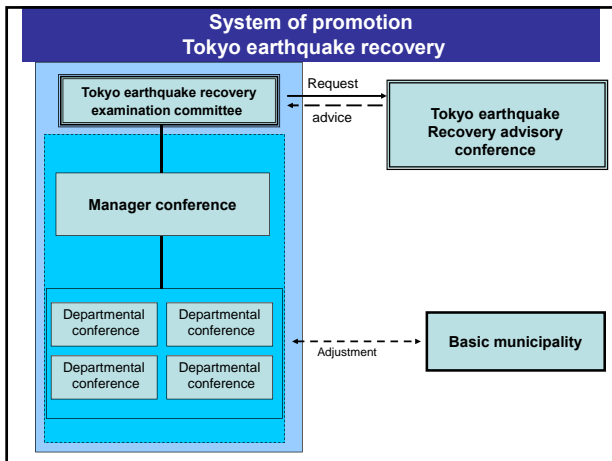 System of promotion
Tokyo earthquake recovery
Tokyo earthquake recovery
examination committee
Request
advice
Tokyo earthquake
Recovery advisory
conference
Manager conference
Departmental
conference
Departmental
conference
Departmental
conference
Departmental
conference
Adjustment
Basic municipality